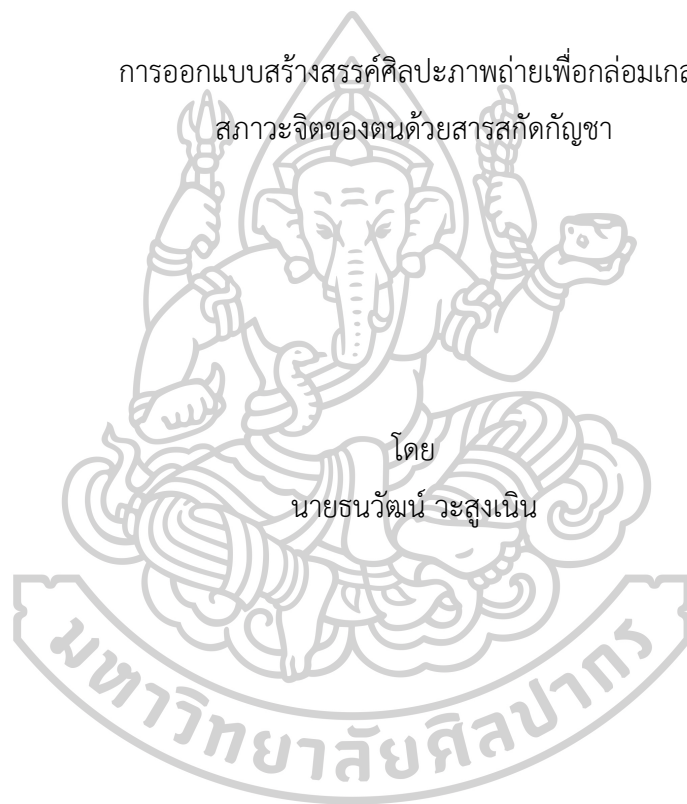 การออกแบบสร้างสรรค์ศิลปะภาพถ่ายเพื่อกล่อมเกล
สภาวะจิตของตนด้วยสารสกัดกัญชา
โดย
นายธนวัฒน์ วะสูงเนิน
มหาวิทยาลัยศิลปากร